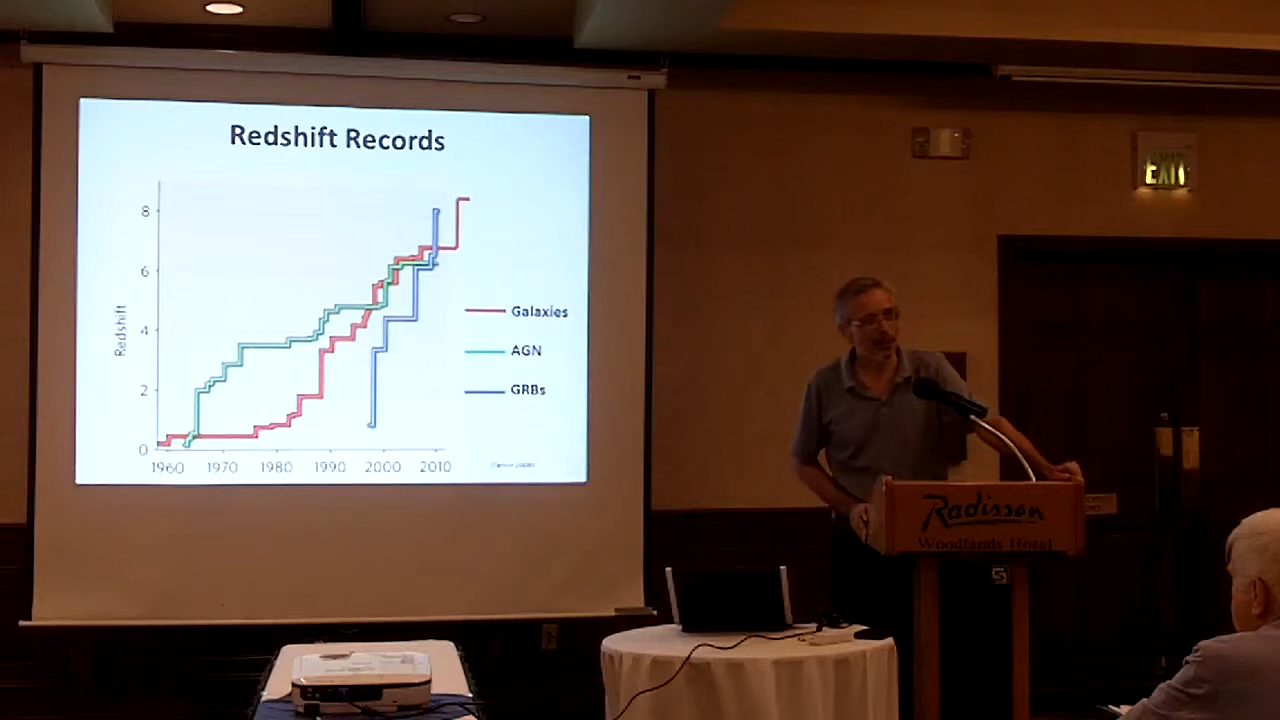 Redshift Records
8
6
4
2
0
Redshift
1960 1970 1980 1990 2000 2010
Galaxies
AGN
GRBs
EXIT
Radisson
Woodlands Hotel